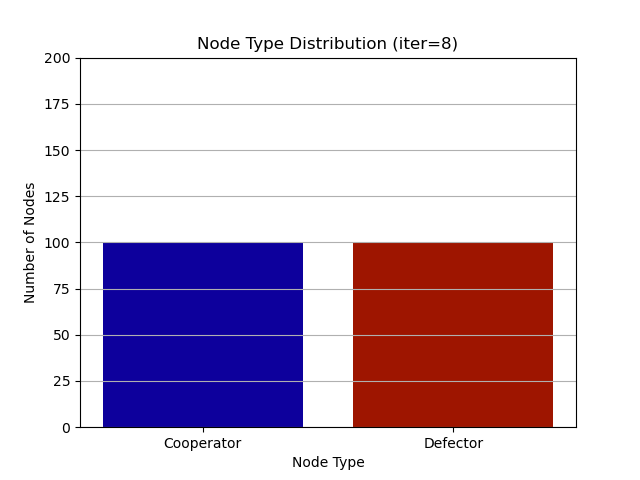 Node Type Distribution (iter=8)
Number of Nodes
200
175
150
125
100
75
50
25
0
Cooperator
Defector
Node Type